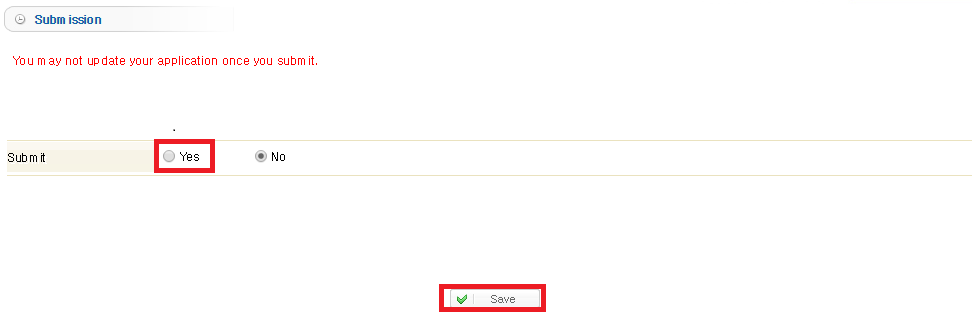 Submission
You may not update your application once you submit.
.
Submit Yes No
Save